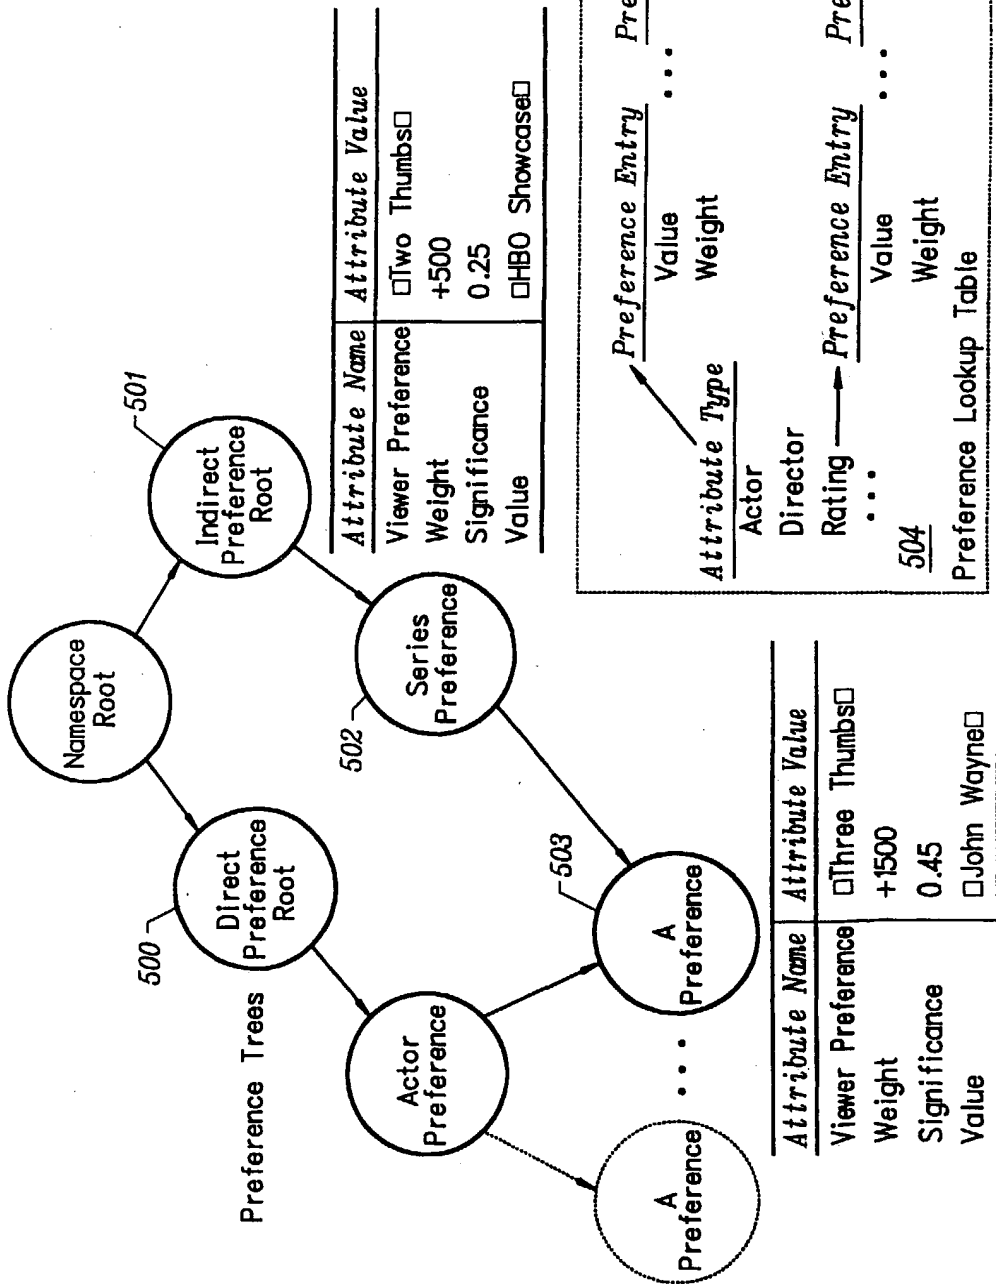 Preference Trees
Namespace
Root
500
Direct
Preference
Root
501
Indirect
Preference
Root
Actor
Preference
502
Series
Preference
A
Preference
• • •
503
A
Preference
Attribute Name Attribute Value
Viewer Preference □Two Thumbs□
Weight +500
Significance 0.25
Value □HBO Showcase□
Attribute Name Attribute Value
Viewer Preference □Three Thumbs□
Weight +1500
Significance 0.45
Value □John Wayne□
Preference Entry Pre
Value • • •
Weight
Attribute Type
Actor
Director
Rating Preference Entry Pre
• • • Value • • •
504 Weight
Preference Lookup Table